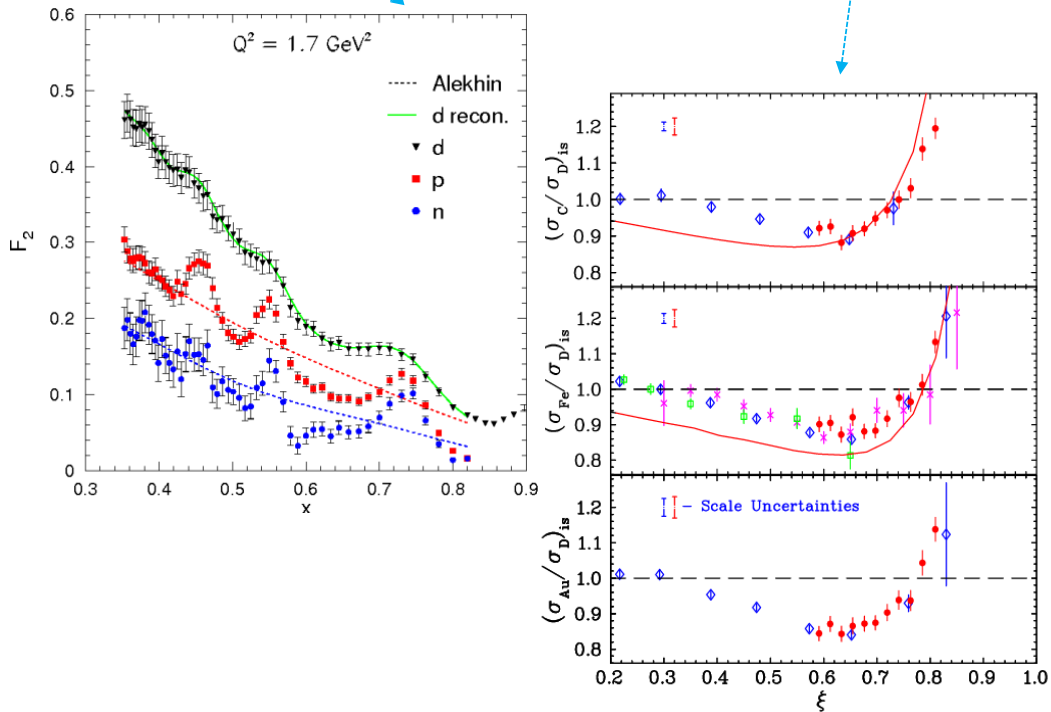 0.6
0.5
0.4
0.3
0.2
0.1
0
F₂
Q² = 1.7 GeV²
Alekhin
d recon.
d
p
n
0.3 0.4 0.5 0.6 0.7 0.8 0.9
x
1.2
1.1
1.0
0.9
0.8
(σ_C/σ_D)_is
1.2
1.1
1.0
0.9
0.8
(σ_Fe/σ_D)_is
1.2
1.1
1.0
0.9
0.8
(σ_Au/σ_D)_is
– Scale Uncertainties
0.2 0.3 0.4 0.5 0.6 0.7 0.8 0.9 1.0
ξ